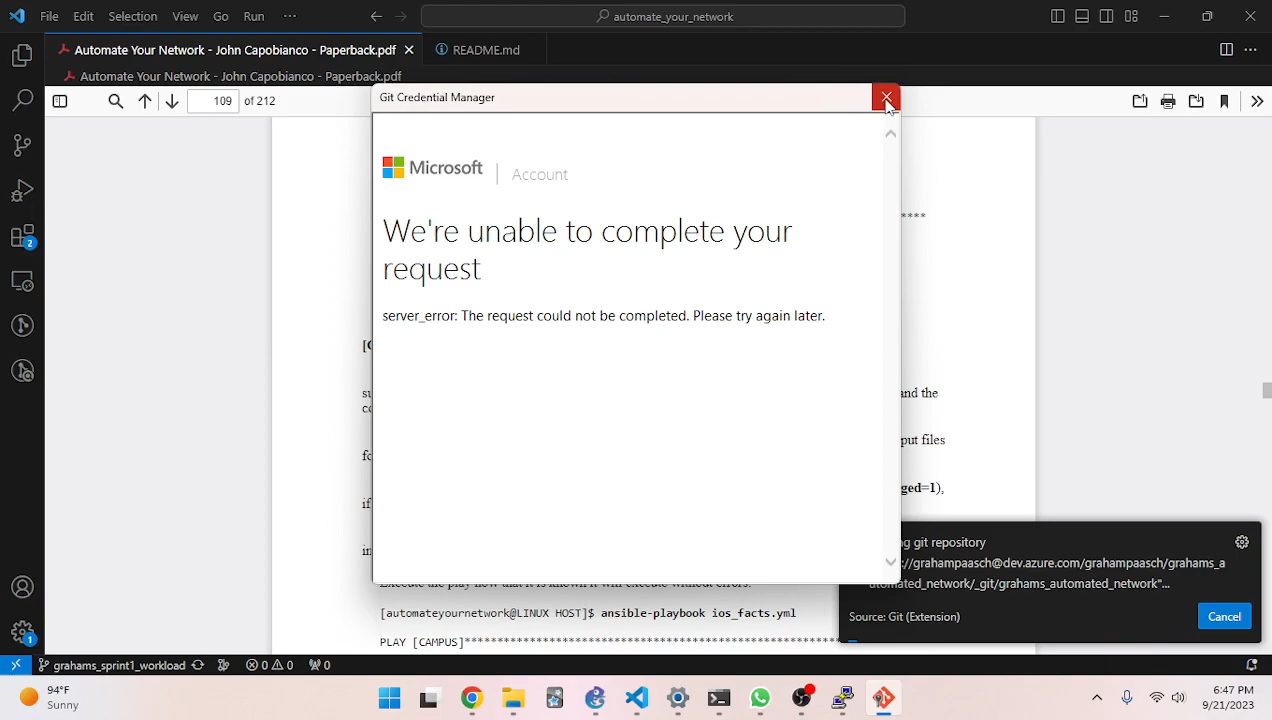 File Edit Selection View Go Run ···
automate_your_network
Automate Your Network - John Capobianco - Paperback.pdf
README.md
Automate Your Network - John Capobianco - Paperback.pdf
109 of 212
Git Credential Manager
Microsoft | Account
We're unable to complete your
request
server_error: The request could not be completed. Please try again later.
****
and the
put files
ged=1),
if
in
g git repository
://grahampaasch@dev.azure.com/grahampaasch/grahams_a
utomated_network/_git/grahams_automated_network"...
Source: Git (Extension)
Cancel
[automateyournetwork@LINUX HOST]$ ansible-playbook ios_facts.yml
PLAY [CAMPUS]****************************************************************
2
1
grahams_sprint1_workload
0 0 0
94°F
Sunny
6:47 PM
9/21/2023